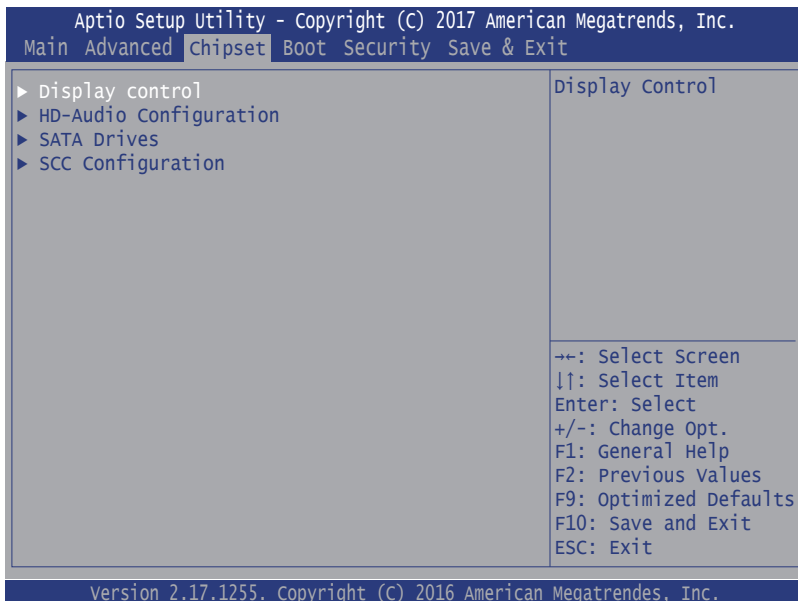 Aptio Setup Utility - Copyright (C) 2017 American Megatrends, Inc.
Main Advanced Chipset Boot Security Save & Exit
▶ Display control
▶ HD-Audio Configuration
▶ SATA Drives
▶ SCC Configuration
Display Control
→←: Select Screen
↓↑: Select Item
Enter: Select
+/-: Change Opt.
F1: General Help
F2: Previous Values
F9: Optimized Defaults
F10: Save and Exit
ESC: Exit
Version 2.17.1255. Copyright (C) 2016 American Megatrendes, Inc.